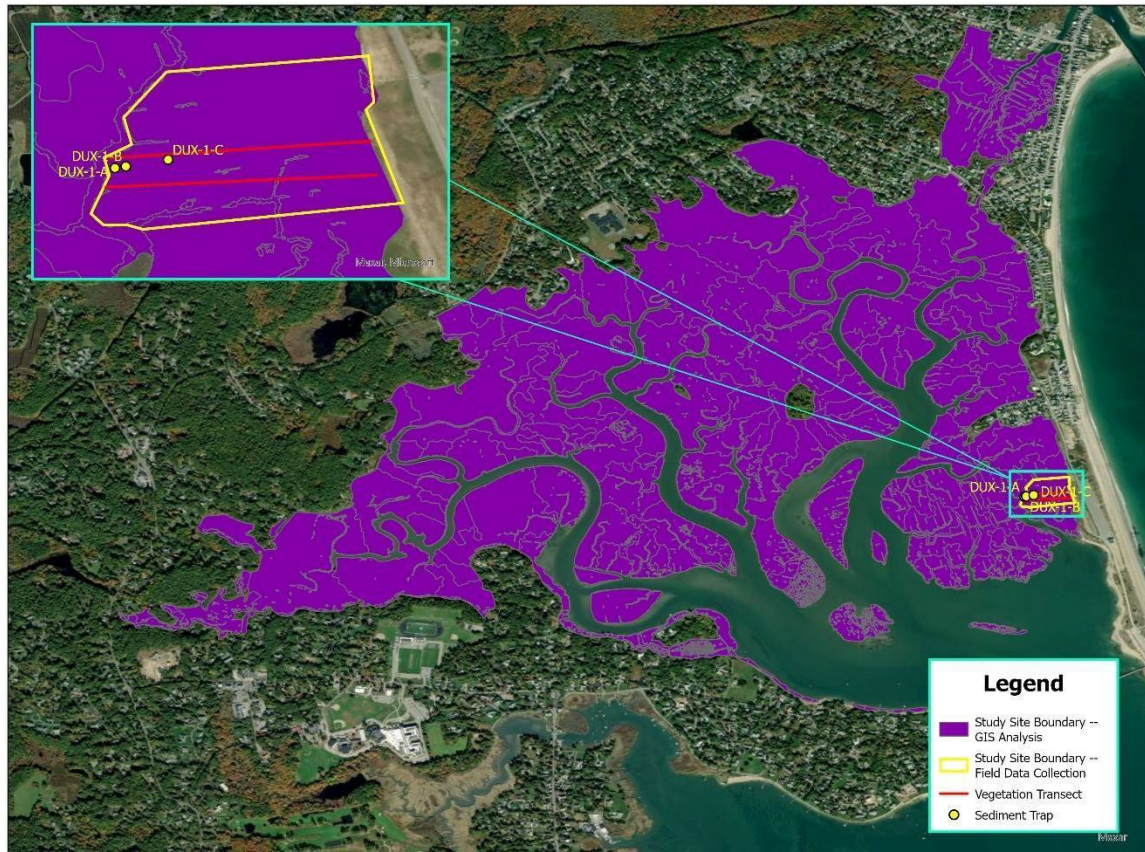 DUX-1-B
DUX-1-C
DUX-1-A
Maxar, Microsoft
DUX-1-A
DUX-1-C
DUX-1-B
Legend
Study Site Boundary --
GIS Analysis
Study Site Boundary --
Field Data Collection
Vegetation Transect
Sediment Trap
Maxar